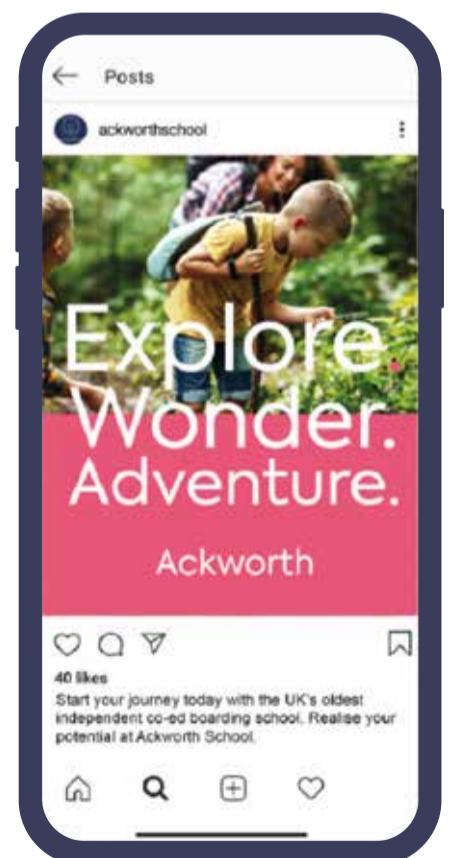 Posts
ackworthschool
Explore.
Wonder.
Adventure.
Ackworth
40 likes
Start your journey today with the UK's oldest
independent co-ed boarding school. Realise your
potential at Ackworth School.